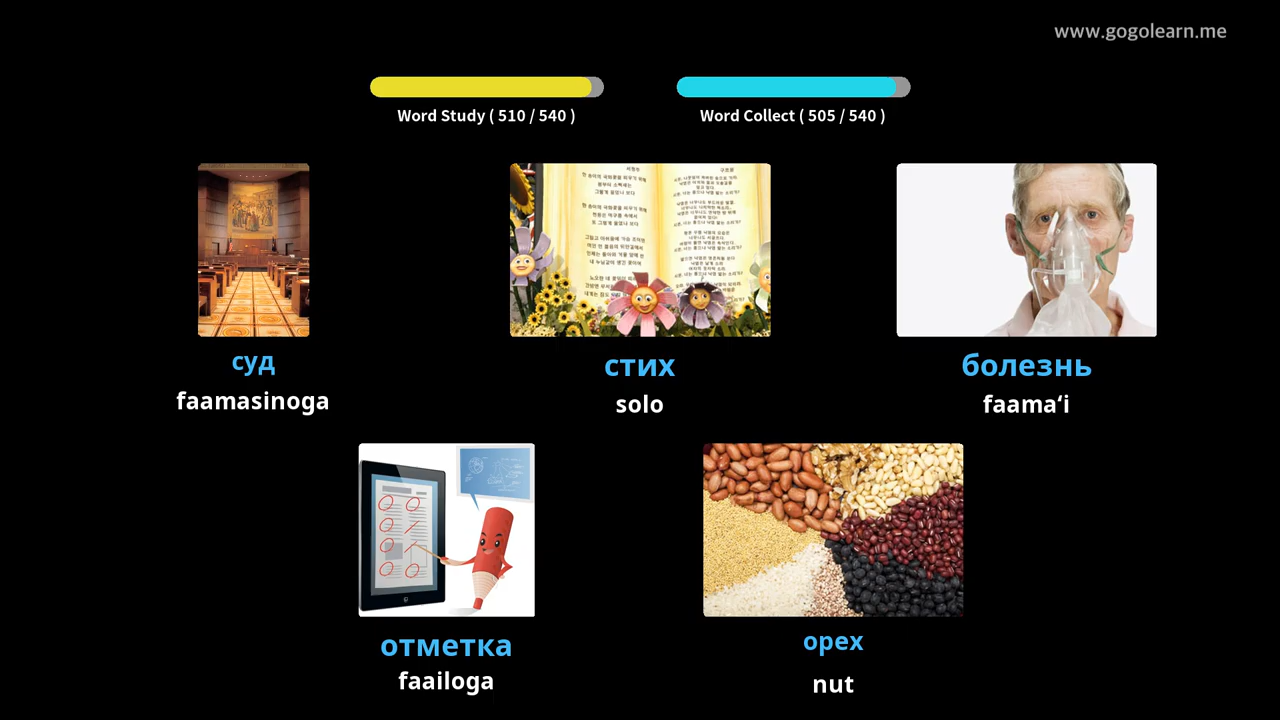 www.gogolearn.me
Word Study ( 510 / 540 )
Word Collect ( 505 / 540 )
суд
faamasinoga
стих
solo
болезнь
faamaʻi
отметка
faailoga
орех
nut